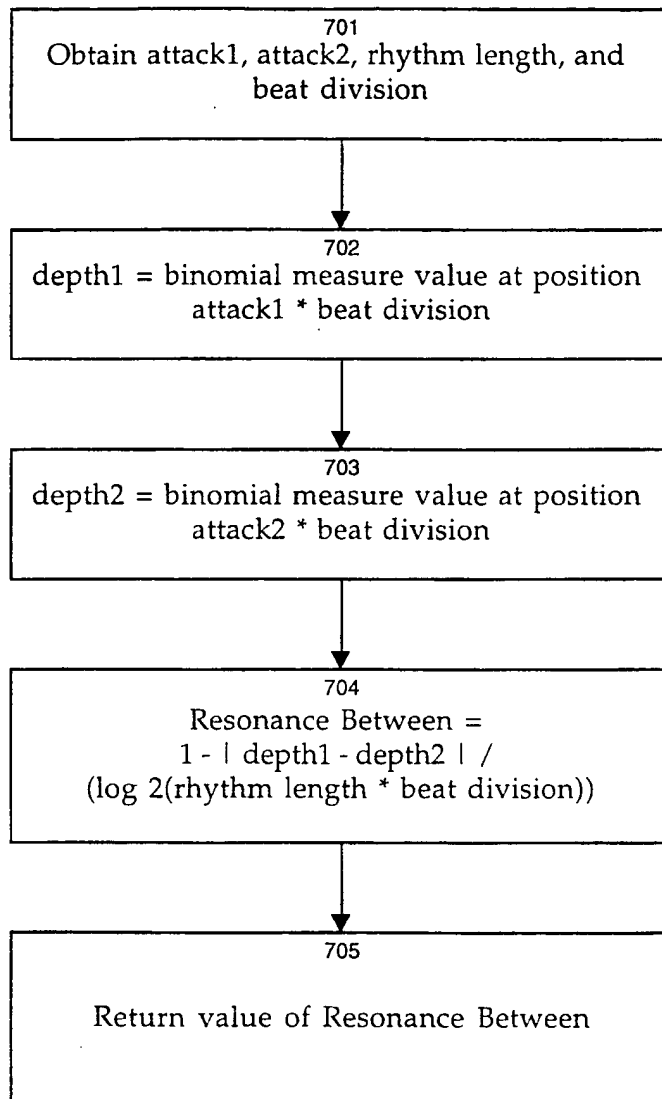 701
Obtain attack1, attack2, rhythm length, and
beat division
702
depth1 = binomial measure value at position
attack1 * beat division
703
depth2 = binomial measure value at position
attack2 * beat division
704
Resonance Between =
1 - | depth1 - depth2 | /
(log 2(rhythm length * beat division))
705
Return value of Resonance Between